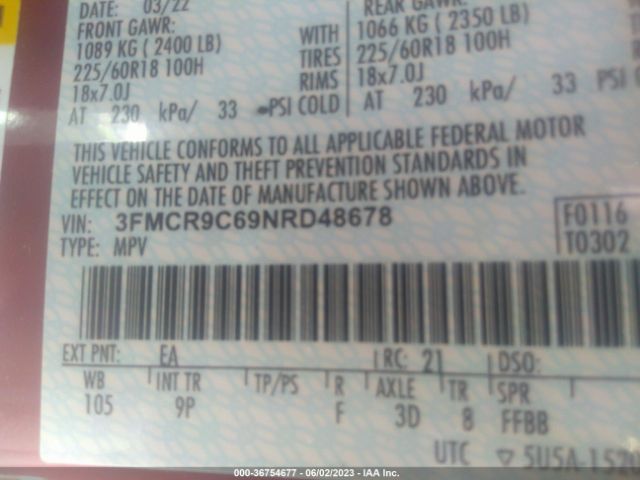 DATE: 03/22
FRONT GAWR:
1089 KG ( 2400 LB)
225/60R18 100H
18x7.0J
AT 230 kPa/ 33 PSI COLD
WITH
TIRES
RIMS
REAR GAWR:
1066 KG ( 2350 LB)
225/60R18 100H
18x7.0J
AT 230 kPa/ 33 PSI
THIS VEHICLE CONFORMS TO ALL APPLICABLE FEDERAL MOTOR
VEHICLE SAFETY AND THEFT PREVENTION STANDARDS IN
EFFECT ON THE DATE OF MANUFACTURE SHOWN ABOVE.
VIN: 3FMCR9C69NRD48678
TYPE: MPV
F0116
T0302
EXT PNT: EA RC: 21 DSO:
WB INT TR TP/PS R AXLE TR SPR
105 9P F 3D 8 FFBB
UTC 5U5A-1520
000-36754677 - 06/02/2023 - IAA Inc.